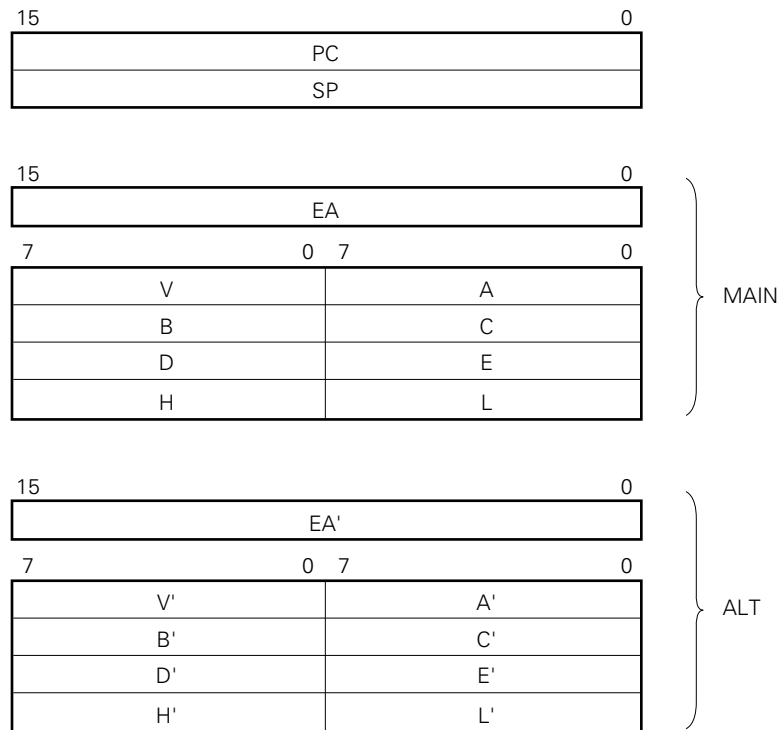 15 0
PC
SP
15 0
EA
7 0 7 0
V A
B C
D E
H L
MAIN
15 0
EA'
7 0 7 0
V' A'
B' C'
D' E'
H' L'
ALT